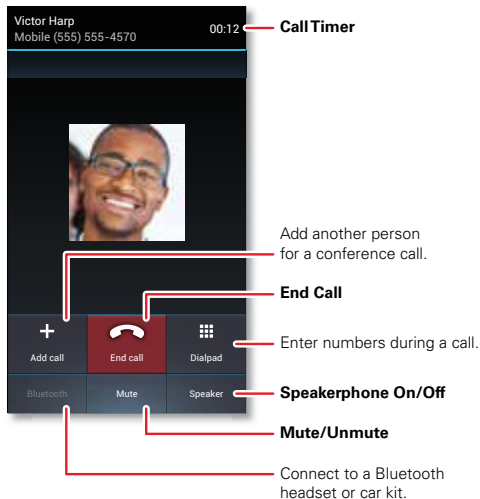 Victor Harp
Mobile (555) 555-4570
00:12
Call Timer
Add another person
for a conference call.
End Call
Add call
End call
Dialpad
Enter numbers during a call.
Bluetooth
Mute
Speaker
Speakerphone On/Off
Mute/Unmute
Connect to a Bluetooth
headset or car kit.